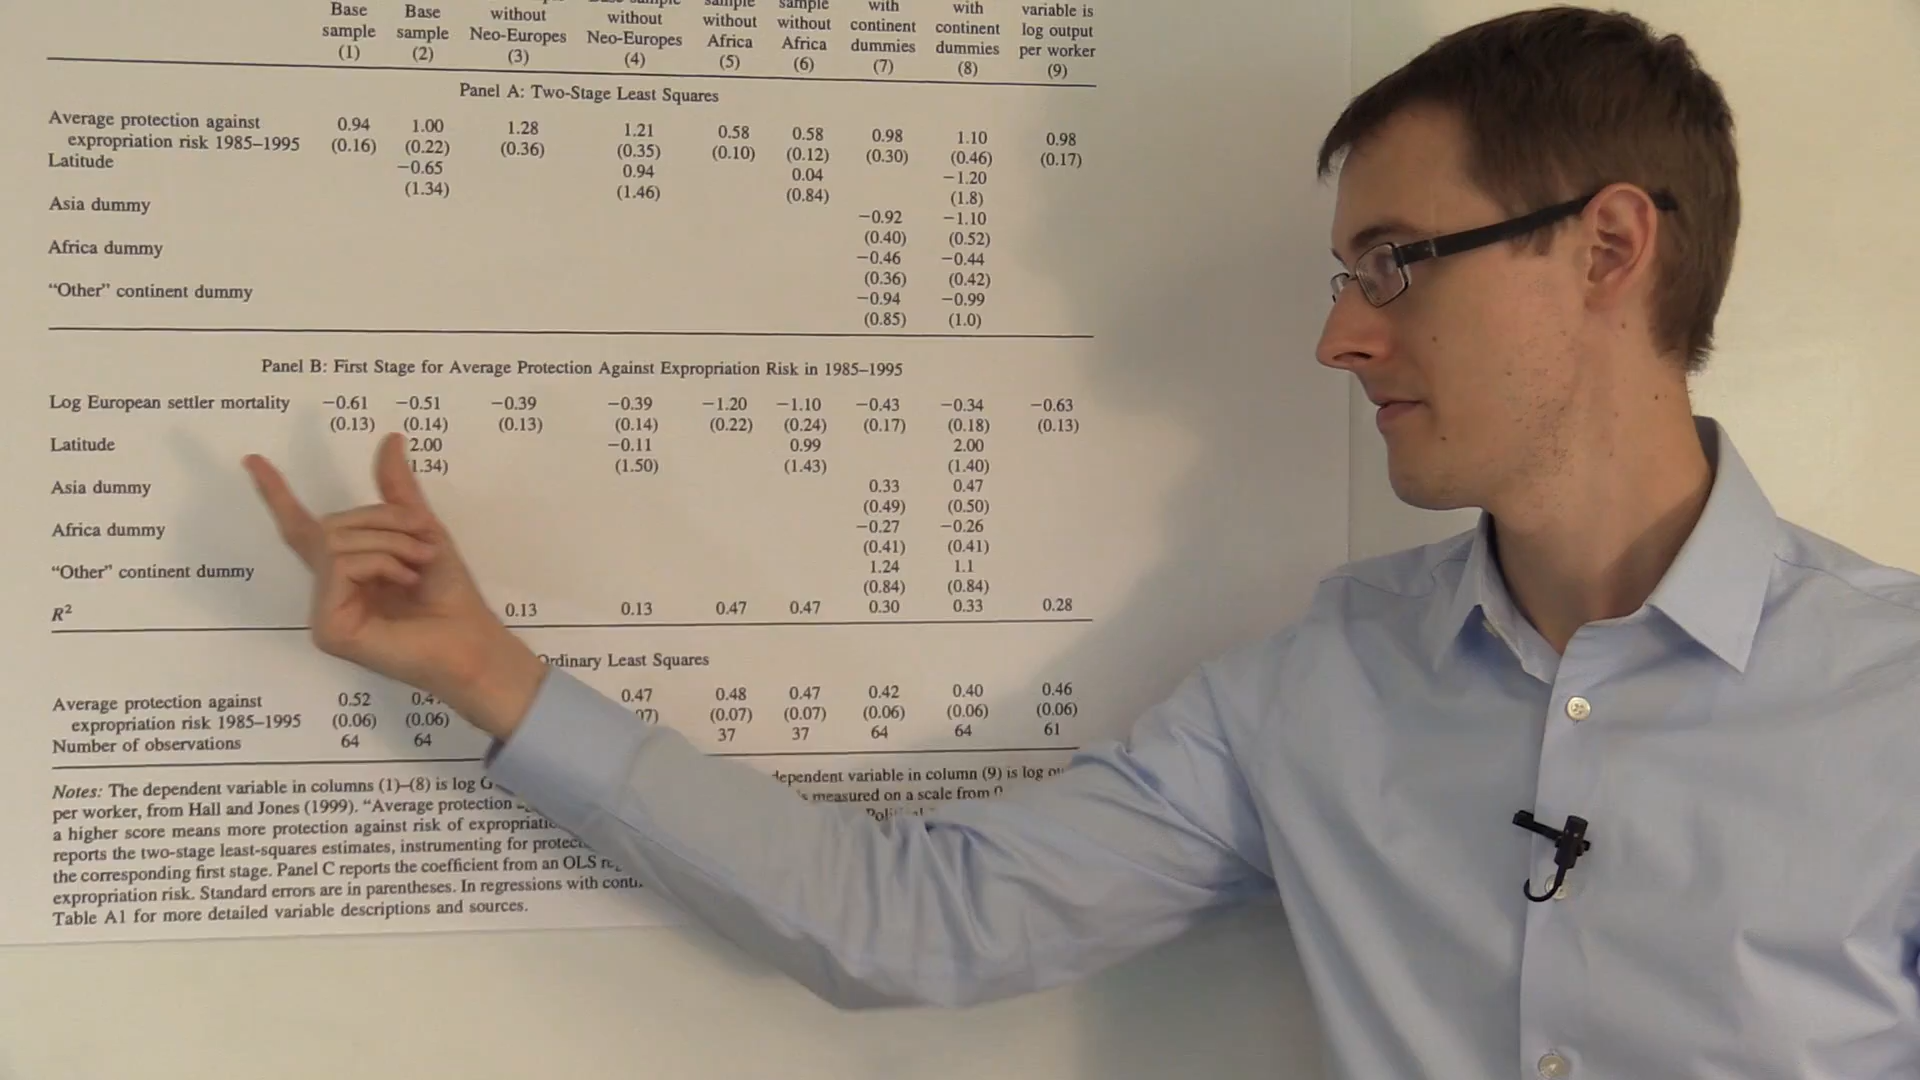 Base Base without without sample sample with with variable is
sample sample Neo-Europes Neo-Europes without without continent continent log output
Africa Africa dummies dummies per worker
(1) (2) (3) (4) (5) (6) (7) (8) (9)
Panel A: Two-Stage Least Squares
Average protection against 0.94 1.00 1.28 1.21 0.58 0.58 0.98 1.10 0.98
expropriation risk 1985–1995 (0.16) (0.22) (0.36) (0.35) (0.10) (0.12) (0.30) (0.46) (0.17)
Latitude −0.65 0.94 0.04 −1.20
(1.34) (1.46) (0.84) (1.8)
Asia dummy −0.92 −1.10
(0.40) (0.52)
Africa dummy −0.46 −0.44
(0.36) (0.42)
“Other” continent dummy −0.94 −0.99
(0.85) (1.0)
Panel B: First Stage for Average Protection Against Expropriation Risk in 1985–1995
Log European settler mortality −0.61 −0.51 −0.39 −0.39 −1.20 −1.10 −0.43 −0.34 −0.63
(0.13) (0.14) (0.13) (0.14) (0.22) (0.24) (0.17) (0.18) (0.13)
Latitude 2.00 −0.11 0.99 2.00
1.34) (1.50) (1.43) (1.40)
Asia dummy 0.33 0.47
(0.49) (0.50)
Africa dummy −0.27 −0.26
(0.41) (0.41)
“Other” continent dummy 1.24 1.1
(0.84) (0.84)
R² 0.13 0.13 0.47 0.47 0.30 0.33 0.28
Ordinary Least Squares
Average protection against 0.52 0.47 0.48 0.47 0.42 0.40 0.46
expropriation risk 1985–1995 (0.06) (0.06) (0.07) (0.07) (0.06) (0.06) (0.06)
Number of observations 64 64 37 37 64 64 61
Notes: The dependent variable in columns (1)–(8) is log dependent variable in column (9) is log
per worker, from Hall and Jones (1999). “Average protection measured on a scale from
a higher score means more protection against risk of
reports the two-stage least-squares estimates, instrumenting for
the corresponding first stage. Panel C reports the coefficient from an OLS
expropriation risk. Standard errors are in parentheses. In regressions with
Table A1 for more detailed variable descriptions and sources.